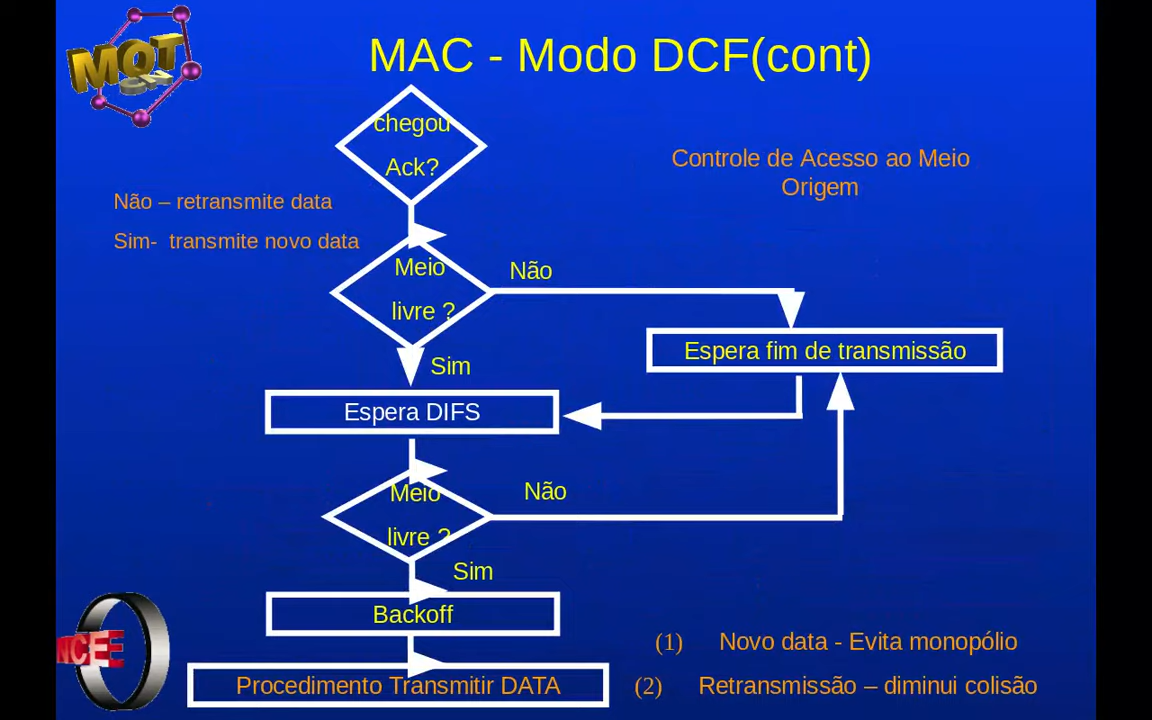 MQT
MAC - Modo DCF(cont)
chegou
Ack?
Controle de Acesso ao Meio
Origem
Não – retransmite data
Sim-  transmite novo data
Meio
livre ?
Não
Espera fim de transmissão
Sim
Espera DIFS
Meio
livre ?
Não
Sim
Backoff
(1) Novo data - Evita monopólio
Procedimento Transmitir DATA
(2) Retransmissão – diminui colisão